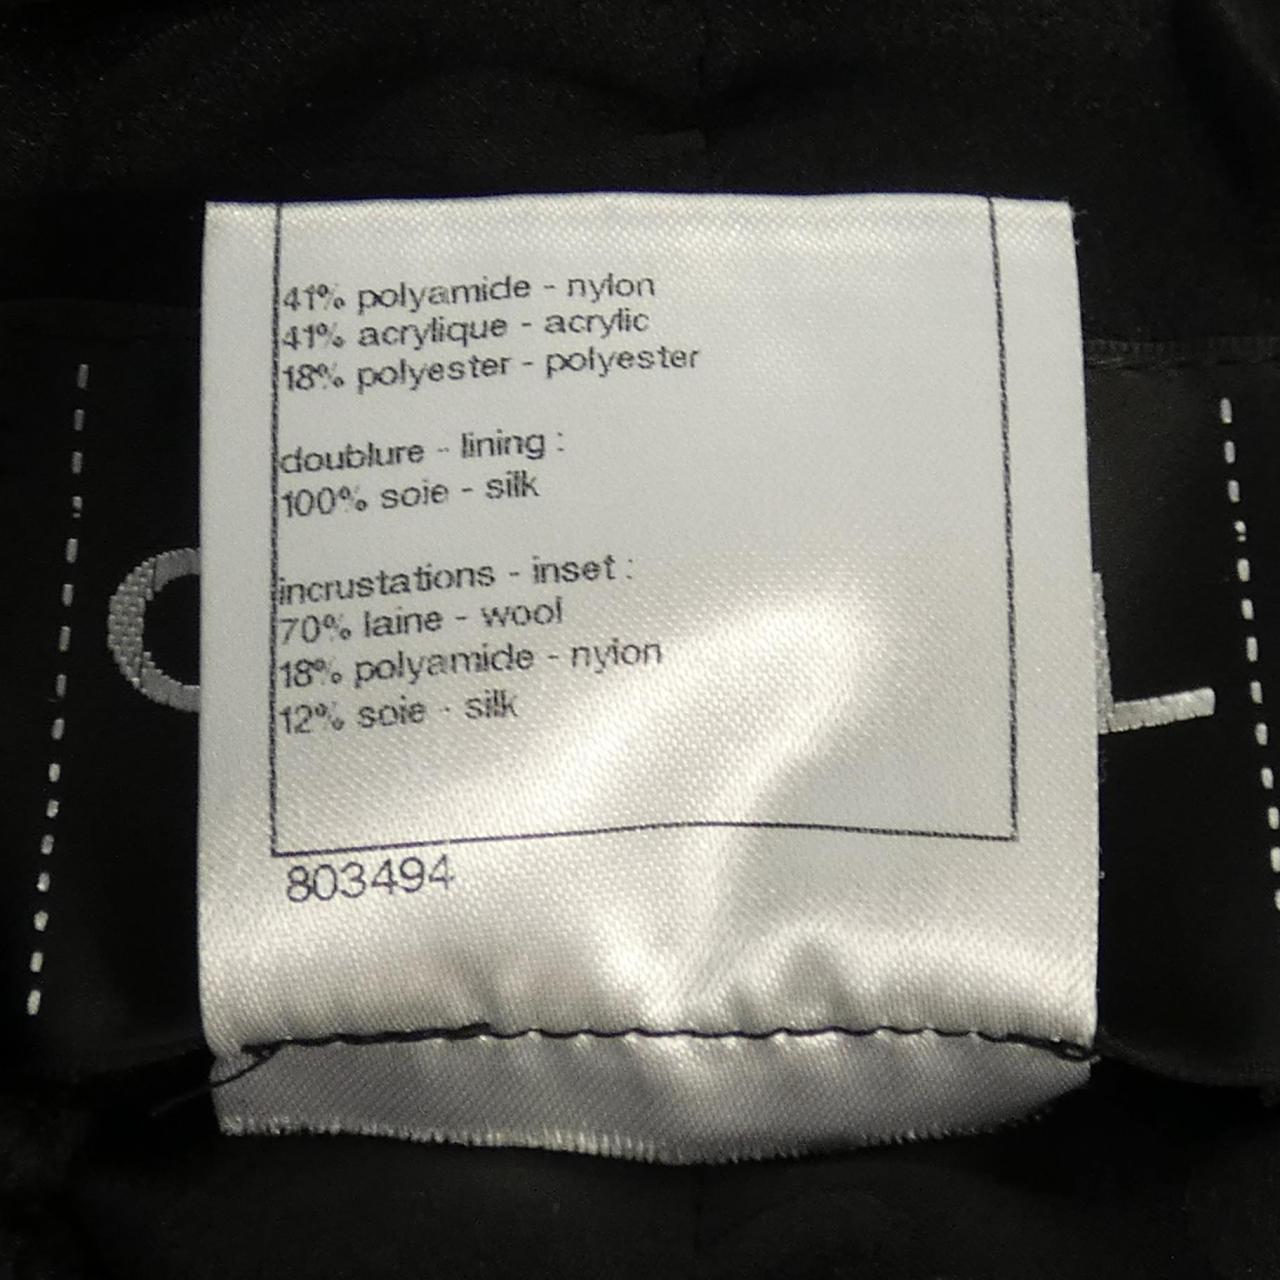 41% polyamide - nylon
41% acrylique - acrylic
18% polyester - polyester
doublure - lining :
100% soie - silk
incrustations - inset :
70% laine - wool
18% polyamide - nylon
12% soie - silk
803494